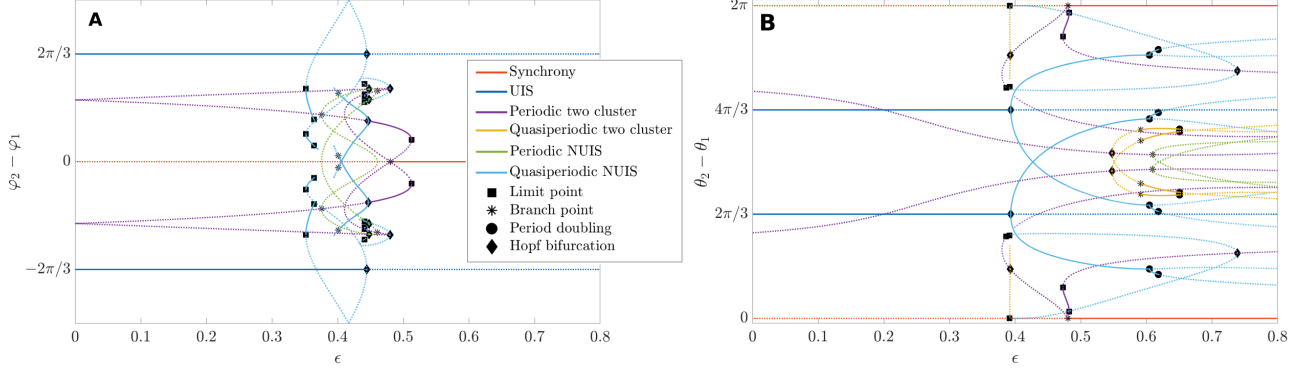 A
2π/3
0
−2π/3
φ₂ − φ₁
0
0.1
0.2
0.3
0.4
0.5
0.6
0.7
0.8
ϵ
Synchrony
UIS
Periodic two cluster
Quasiperiodic two cluster
Periodic NUIS
Quasiperiodic NUIS
Limit point
Branch point
Period doubling
Hopf bifurcation
B
2π
4π/3
2π/3
0
θ₂ − θ₁
0
0.1
0.2
0.3
0.4
0.5
0.6
0.7
0.8
ϵ